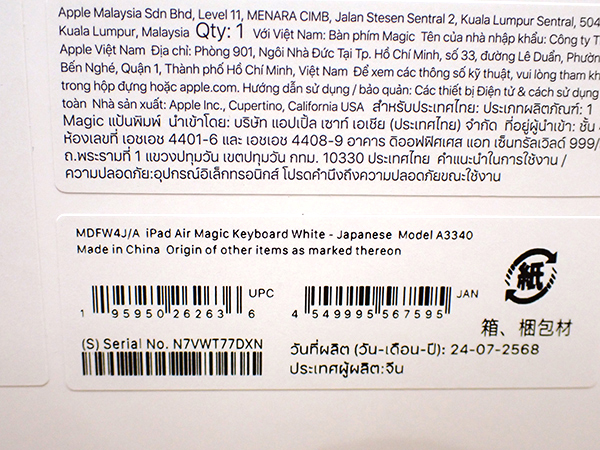 Apple Malaysia Sdn Bhd, Level 11, MENARA CIMB, Jalan Stesen Sentral 2, Kuala Lumpur Sentral, 504
Kuala Lumpur, Malaysia Qty: 1 Với Việt Nam: Bàn phím Magic Tên của nhà nhập khẩu: Công ty T
Apple Việt Nam Địa chỉ: Phòng 901, Ngôi Nhà Đức Tại Tp. Hồ Chí Minh, số 33, đường Lê Duẩn, Phườn
Bến Nghé, Quận 1, Thành phố Hồ Chí Minh, Việt Nam Để xem các thông số kỹ thuật, vui lòng tham kh
trong hộp đựng hoặc apple.com. Hướng dẫn sử dụng / bảo quản: Các thiết bị Điện tử & cách sử dụng
toàn Nhà sản xuất: Apple Inc., Cupertino, California USA สำหรับประเทศไทย: ประเภทผลิตภัณฑ์: 1
Magic แป้นพิมพ์ นำเข้าโดย: บริษัท แอปเปิ้ล เซาท์ เอเชีย (ประเทศไทย) จำกัด ที่อยู่ผู้นำเข้า: ชั้น
ห้องเลขที่ เอชเอช 4401-6 และ เอชเอช 4408-9 อาคาร ดิออฟฟิศเศส แอท เซ็นทรัลเวิลด์ 999/
ถ.พระรามที่ 1 แขวงปทุมวัน เขตปทุมวัน กทม. 10330 ประเทศไทย คำแนะนำในการใช้งาน /
ความปลอดภัย:อุปกรณ์อิเล็กทรอนิกส์ โปรดคำนึงถึงความปลอดภัยขณะใช้งาน
MDFW4J/A iPad Air Magic Keyboard White - Japanese Model A3340
Made in China Origin of other items as marked thereon
UPC
1 95950 26263 6
JAN
4 549995 567595
紙
箱、梱包材
(S) Serial No. N7VWT77DXN
วันที่ผลิต (วัน-เดือน-ปี): 24-07-2568
ประเทศผู้ผลิต:จีน